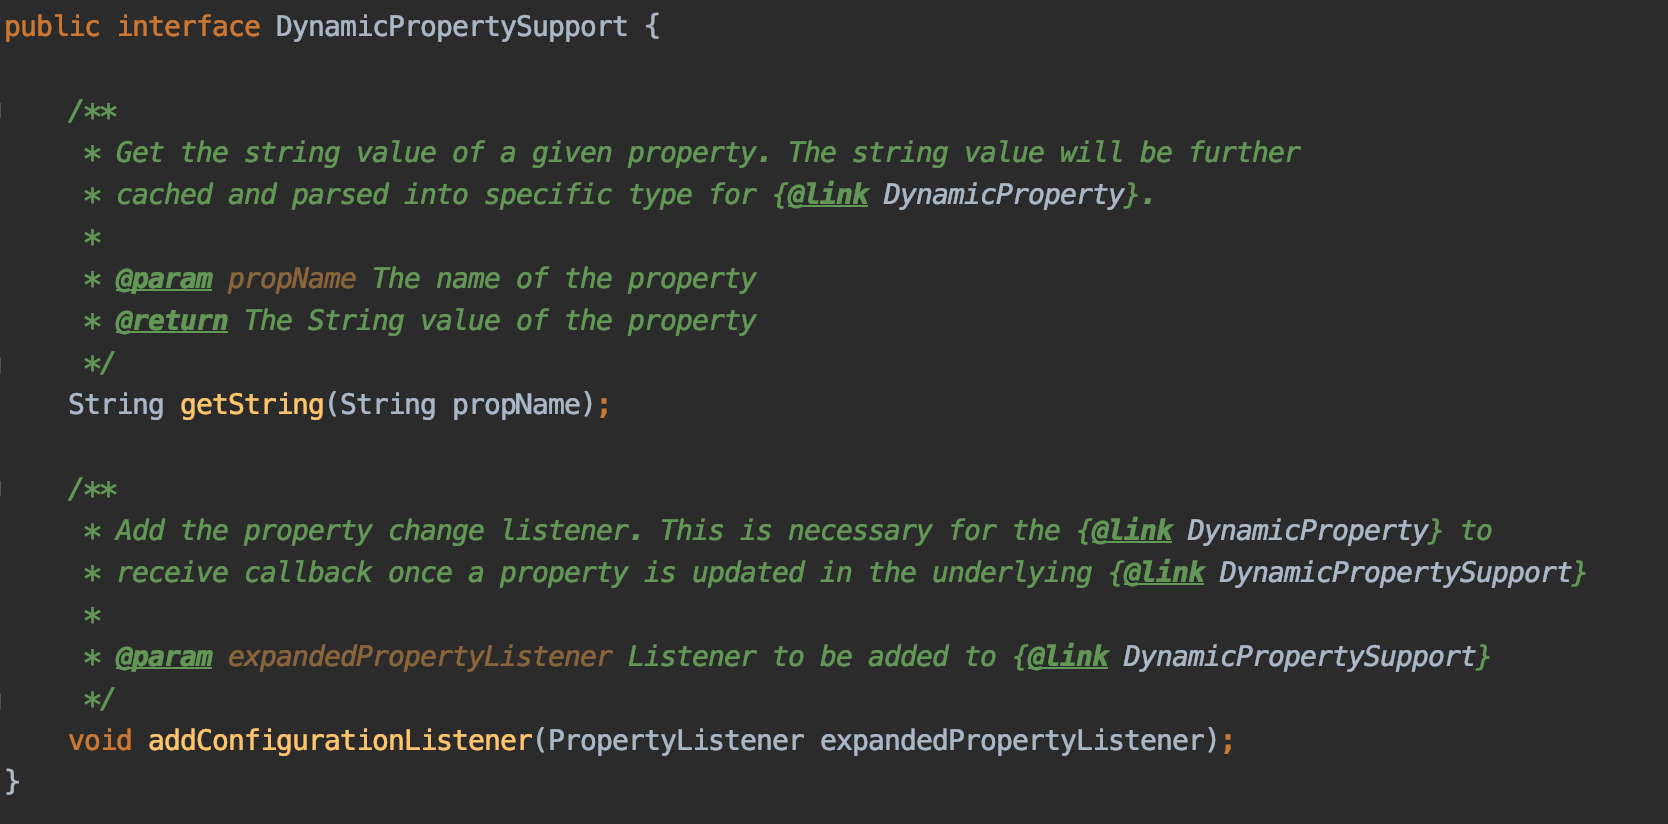 public interface DynamicPropertySupport {
/**
* Get the string value of a given property. The string value will be further
* cached and parsed into specific type for {@link DynamicProperty}.
*
* @param propName The name of the property
* @return The String value of the property
*/
String getString(String propName);
/**
* Add the property change listener. This is necessary for the {@link DynamicProperty} to
* receive callback once a property is updated in the underlying {@link DynamicPropertySupport}
*
* @param expandedPropertyListener Listener to be added to {@link DynamicPropertySupport}
*/
void addConfigurationListener(PropertyListener expandedPropertyListener);
}